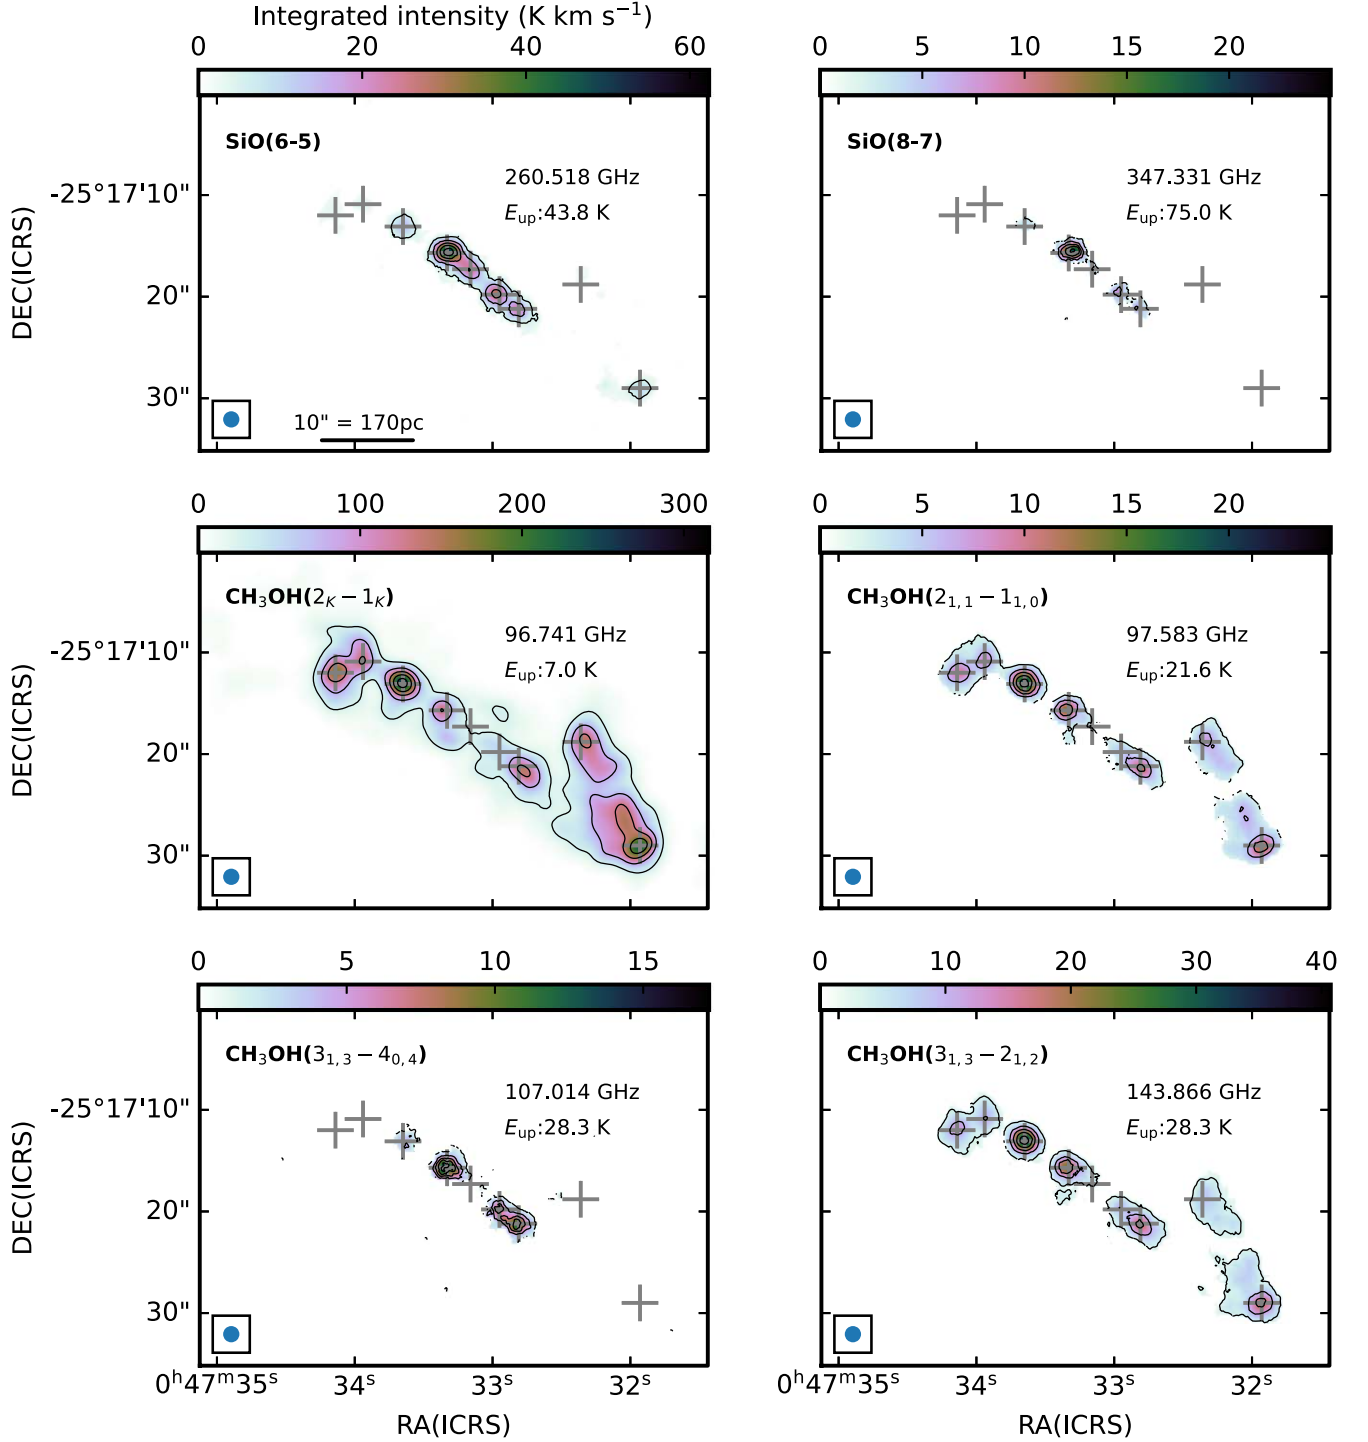 Integrated intensity (K km s⁻¹)
0 20 40 60
0 5 10 15 20
SiO(6-5)
260.518 GHz
E_up:43.8 K
SiO(8-7)
347.331 GHz
E_up:75.0 K
DEC(ICRS)
-25°17'10"
20"
30"
10" = 170pc
0 100 200 300
0 5 10 15 20
CH₃OH(2_K − 1_K)
96.741 GHz
E_up:7.0 K
CH₃OH(2₁,₁ − 1₁,₀)
97.583 GHz
E_up:21.6 K
DEC(ICRS)
-25°17'10"
20"
30"
0 5 10 15
0 10 20 30 40
CH₃OH(3₁,₃ − 4₀,₄)
107.014 GHz
E_up:28.3 K
CH₃OH(3₁,₃ − 2₁,₂)
143.866 GHz
E_up:28.3 K
DEC(ICRS)
-25°17'10"
20"
30"
0ʰ47ᵐ35ˢ 34ˢ 33ˢ 32ˢ
0ʰ47ᵐ35ˢ 34ˢ 33ˢ 32ˢ
RA(ICRS)
RA(ICRS)